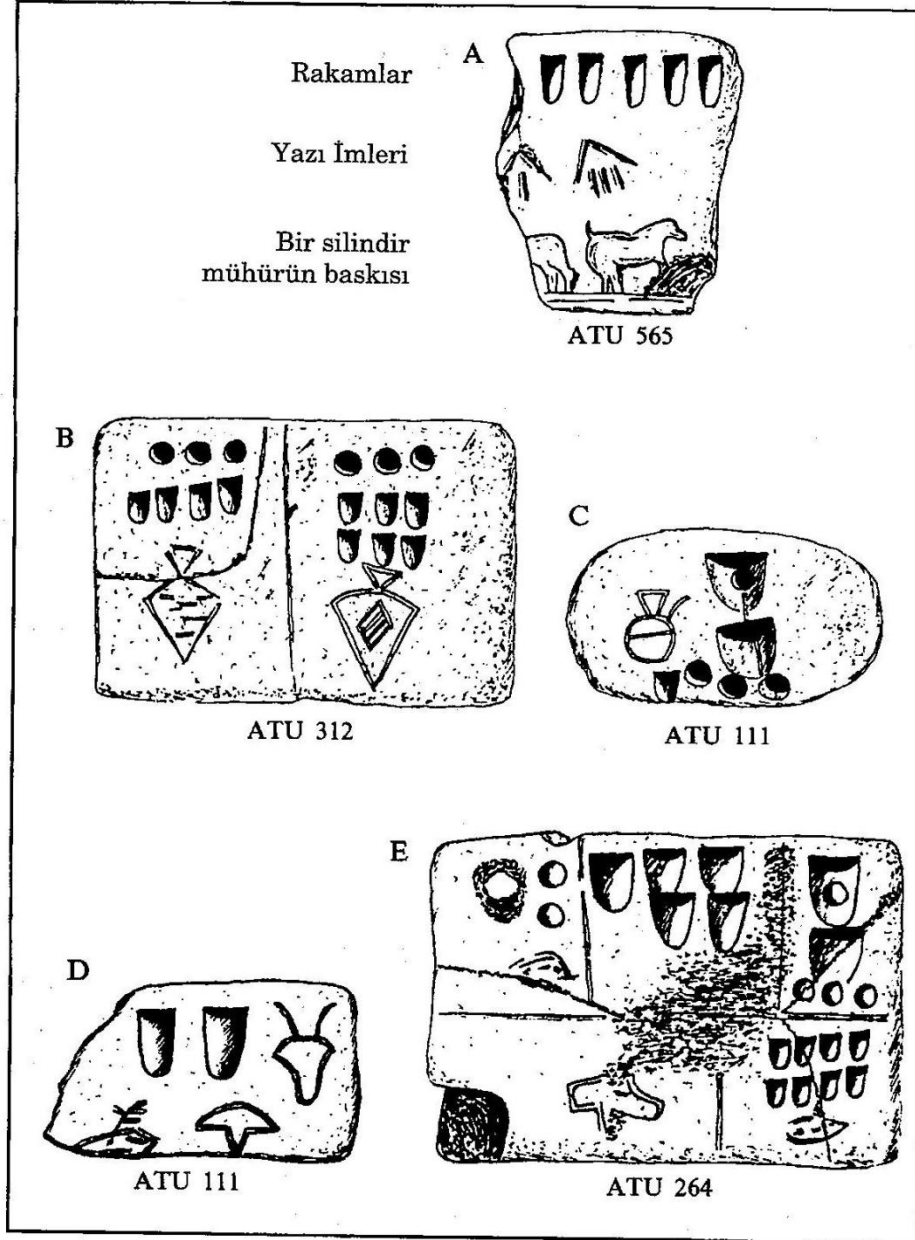 A
Rakamlar
Yazı İmleri
Bir silindir
mühürün baskısı
ATU 565
B
ATU 312
C
ATU 111
D
ATU 111
E
ATU 264